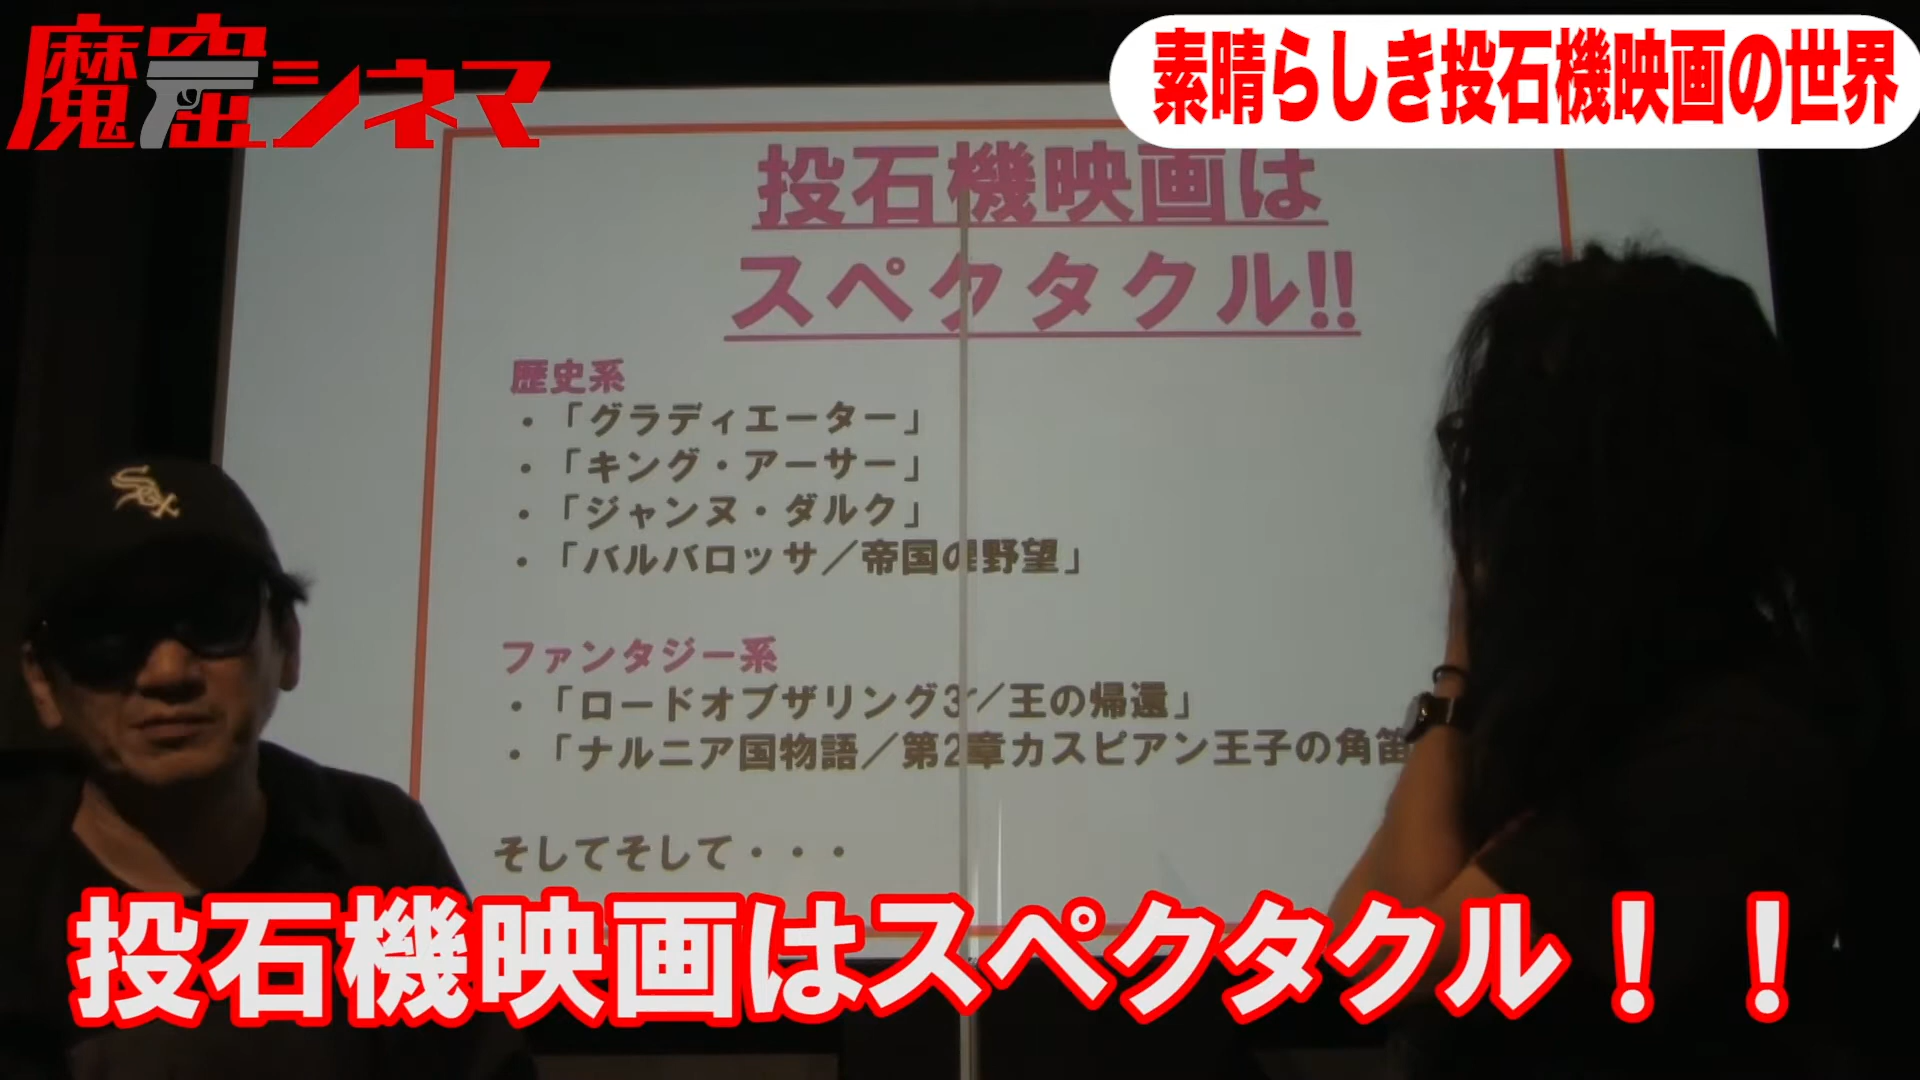 魔窟シネマ
素晴らしき投石機映画の世界
投石機映画は
スペクタクル!!
歴史系
・「グラディエーター」
・「キング・アーサー」
・「ジャンヌ・ダルク」
・「バルバロッサ／帝国の野望」
ファンタジー系
・「ロードオブザリング3／王の帰還」
・「ナルニア国物語／第2章カスピアン王子の角笛
そしてそして・・・
Sox
投石機映画はスペクタクル！！